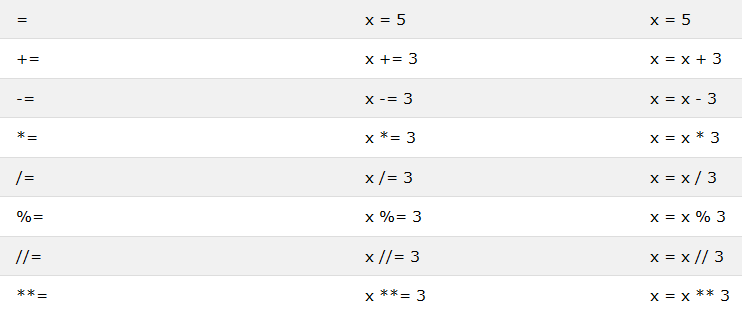 = x = 5 x = 5
+= x += 3 x = x + 3
-= x -= 3 x = x - 3
*= x *= 3 x = x * 3
/= x /= 3 x = x / 3
%= x %= 3 x = x % 3
//= x //= 3 x = x // 3
**= x **= 3 x = x ** 3